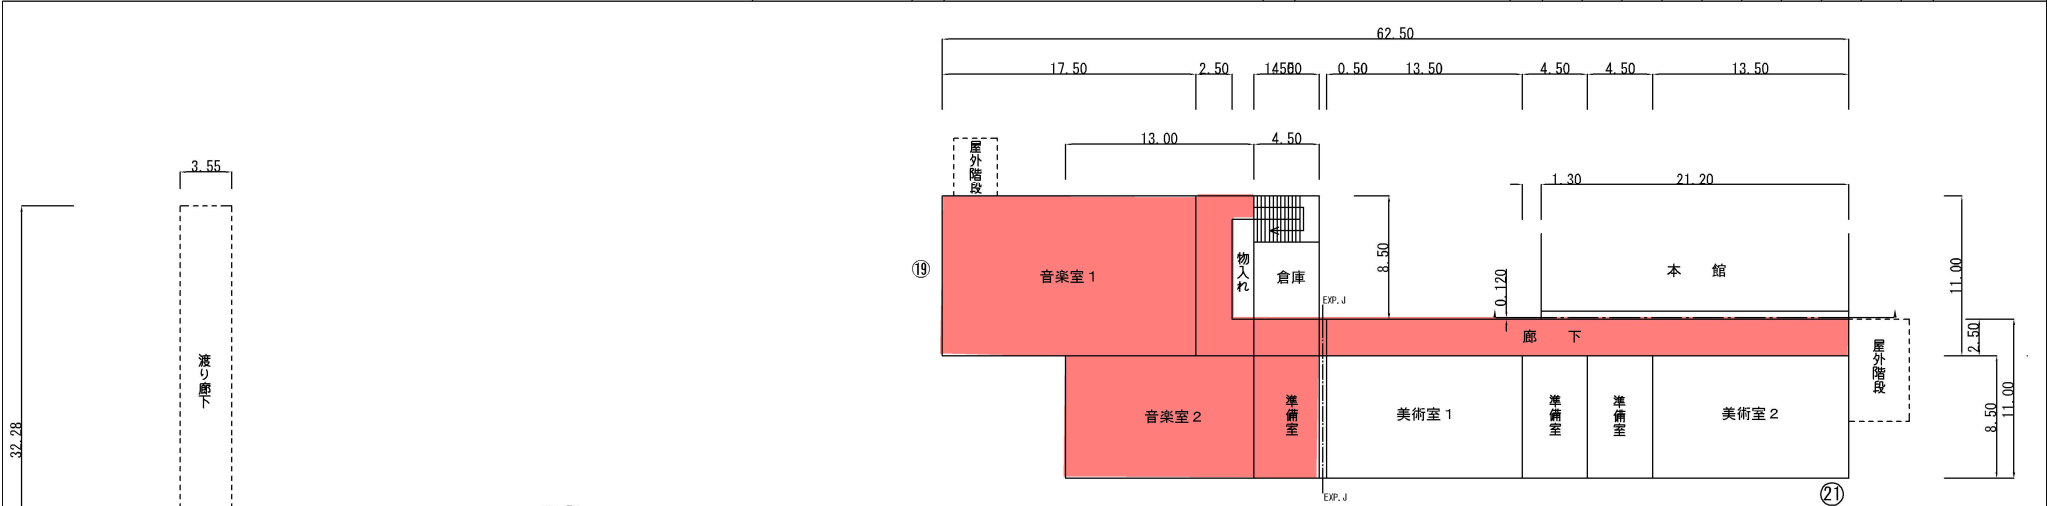 62.50
17.50
2.50
4.50
0.50
13.50
4.50
4.50
13.50
13.00
4.50
3.55
1.30
21.20
屋外階段
⑲
音楽室1
物入れ
倉庫
8.50
EXP.J
0.120
本 館
11.00
廊 下
2.50
屋外階段
渡り廊下
音楽室2
準備室
美術室1
準備室
準備室
美術室2
8.50
11.00
32.28
EXP.J
㉑